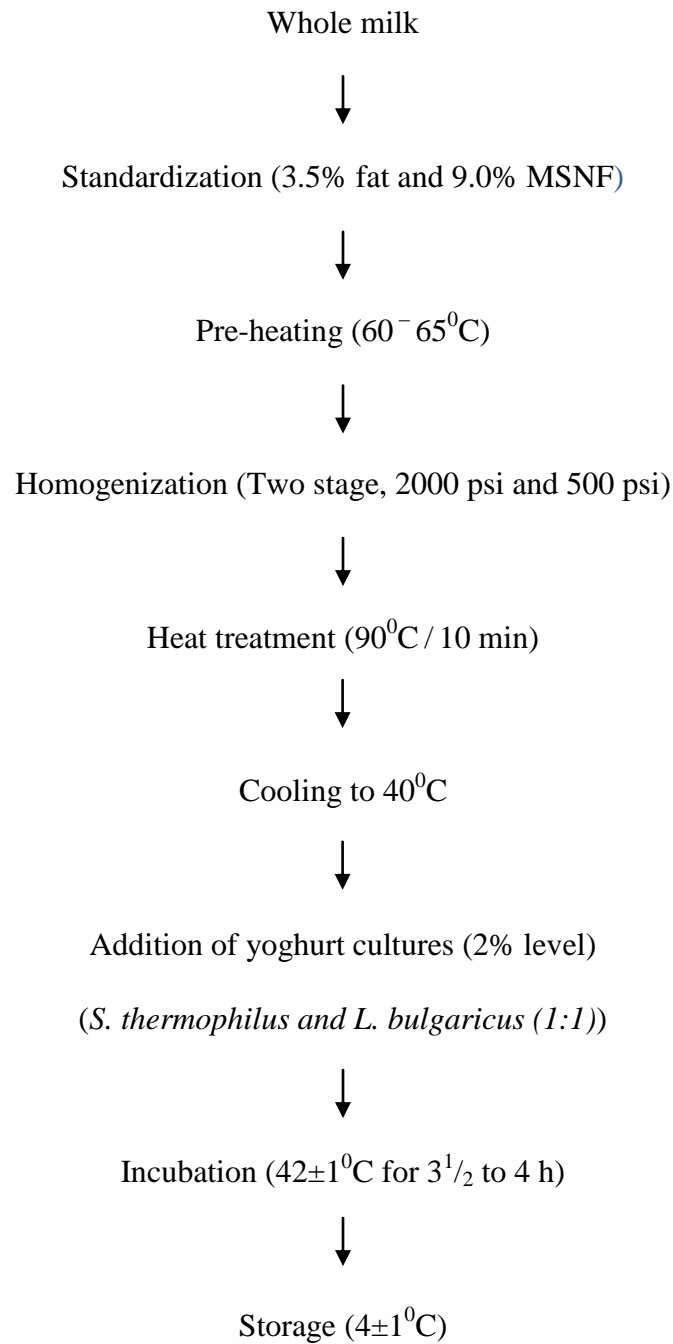 Whole milk
Standardization (3.5% fat and 9.0% MSNF)
Pre-heating (60 – 65⁰C)
Homogenization (Two stage, 2000 psi and 500 psi)
Heat treatment (90⁰C / 10 min)
Cooling to 40⁰C
Addition of yoghurt cultures (2% level)
(S. thermophilus and L. bulgaricus (1:1))
Incubation (42±1⁰C for 3¹/₂ to 4 h)
Storage (4±1⁰C)